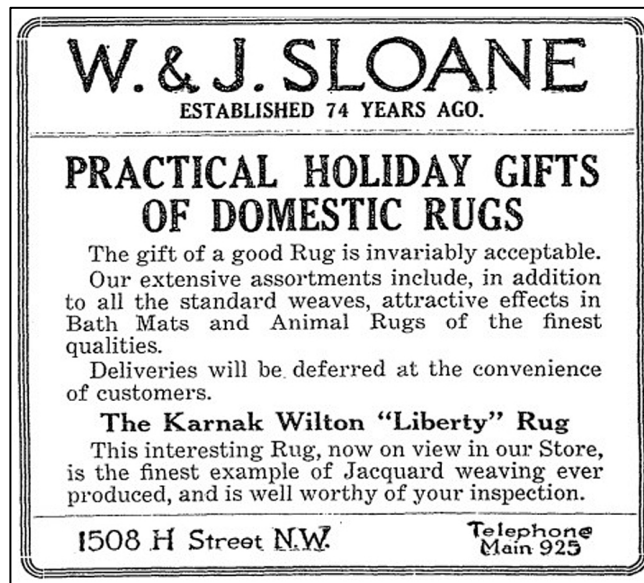 W. & J. SLOANE
ESTABLISHED 74 YEARS AGO.
PRACTICAL HOLIDAY GIFTS
OF DOMESTIC RUGS
The gift of a good Rug is invariably acceptable.
Our extensive assortments include, in addition
to all the standard weaves, attractive effects in
Bath Mats and Animal Rugs of the finest
qualities.
Deliveries will be deferred at the convenience
of customers.
The Karnak Wilton "Liberty" Rug
This interesting Rug, now on view in our Store,
is the finest example of Jacquard weaving ever
produced, and is well worthy of your inspection.
1508 H Street N.W.
Telephone
Main 925